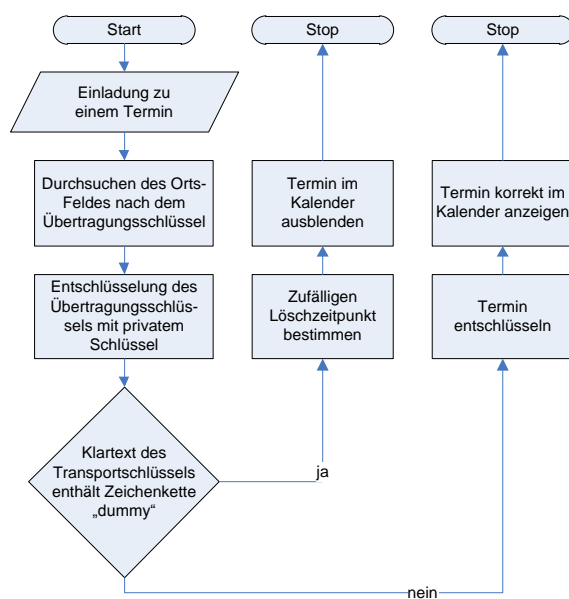 Start
Einladung zu
einem Termin
Durchsuchen des Orts-
Feldes nach dem
Übertragungsschlüssel
Entschlüsselung des
Übertragungsschlüs-
sels mit privatem
Schlüssel
Klartext des
Transportschlüssels
enthält Zeichenkette
„dummy“
ja
nein
Stop
Termin im
Kalender
ausblenden
Zufälligen
Löschzeitpunkt
bestimmen
Stop
Termin korrekt im
Kalender anzeigen
Termin
entschlüseln